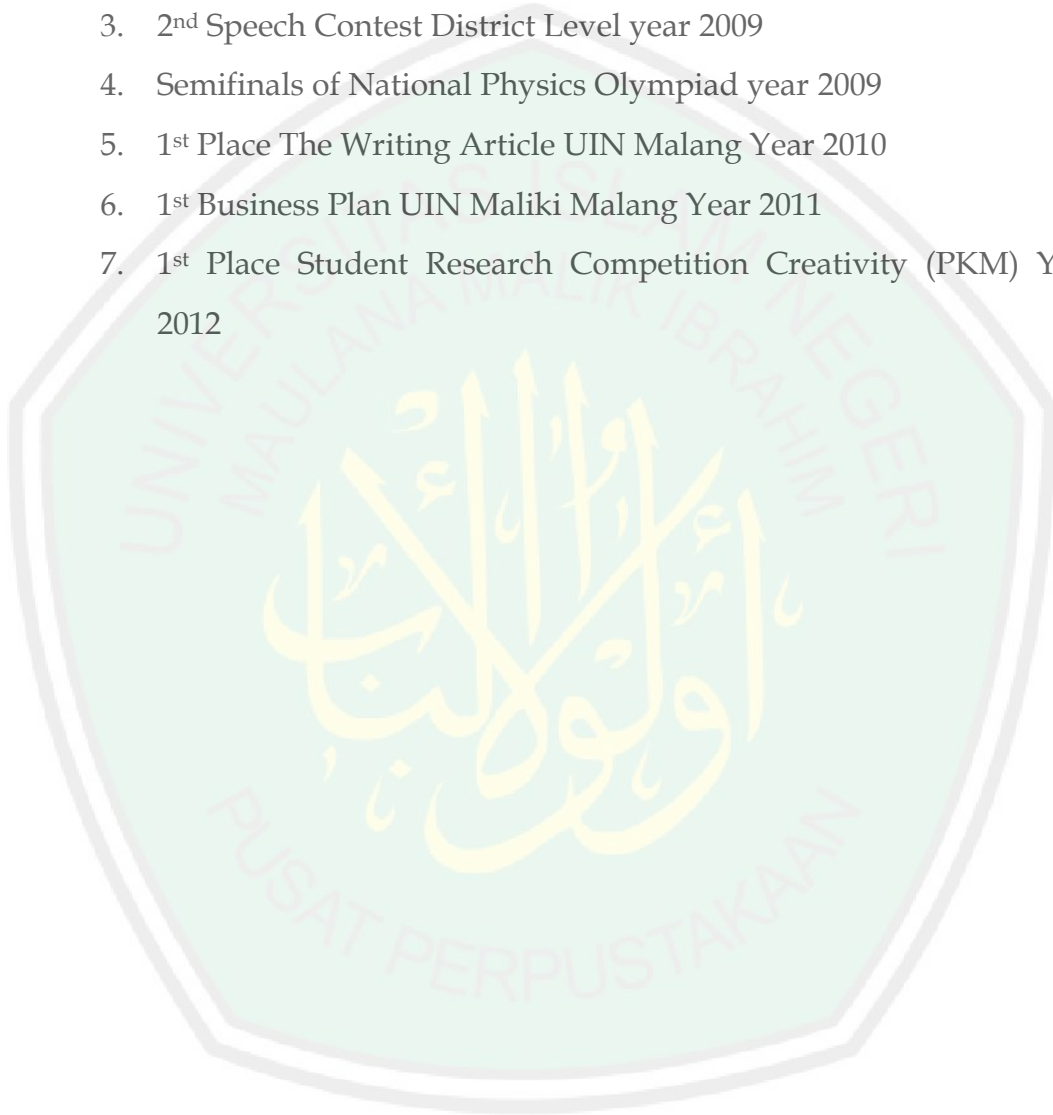 3. 2nd Speech Contest District Level year 2009
4. Semifinals of National Physics Olympiad year 2009
5. 1st Place The Writing Article UIN Malang Year 2010
6. 1st Business Plan UIN Maliki Malang Year 2011
7. 1st Place Student Research Competition Creativity (PKM) Y
2012
UNIVERSITAS ISLAM NEGERI
MAULANA MALIK IBRAHIM
أولو الألباب
PUSAT PERPUSTAKAAN